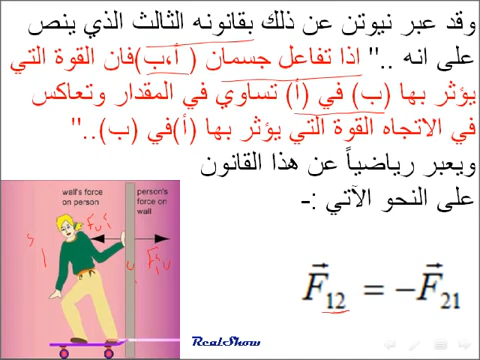 وقد عبر نيوتن عن ذلك بقانونه الثالث الذي ينص
على انه .." اذا تفاعل جسمان ( أ،ب)فان القوة التي
يؤثر بها (ب) في (أ) تساوي في المقدار وتعاكس
في الاتجاه القوة التي يؤثر بها (أ)في (ب).."
ويعبر رياضياً عن هذا القانون
على النحو الآتي :-
wall's force on person
person's force on wall
F₁₂ = −F₂₁
RealShow